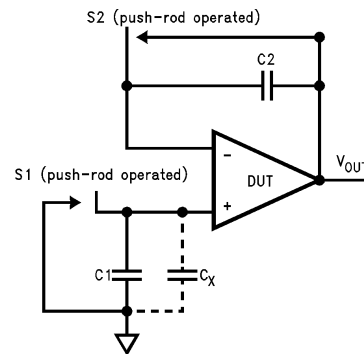 S2 (push-rod operated)
C2
S1 (push-rod operated)
−
DUT
+
VOUT
C1
CX